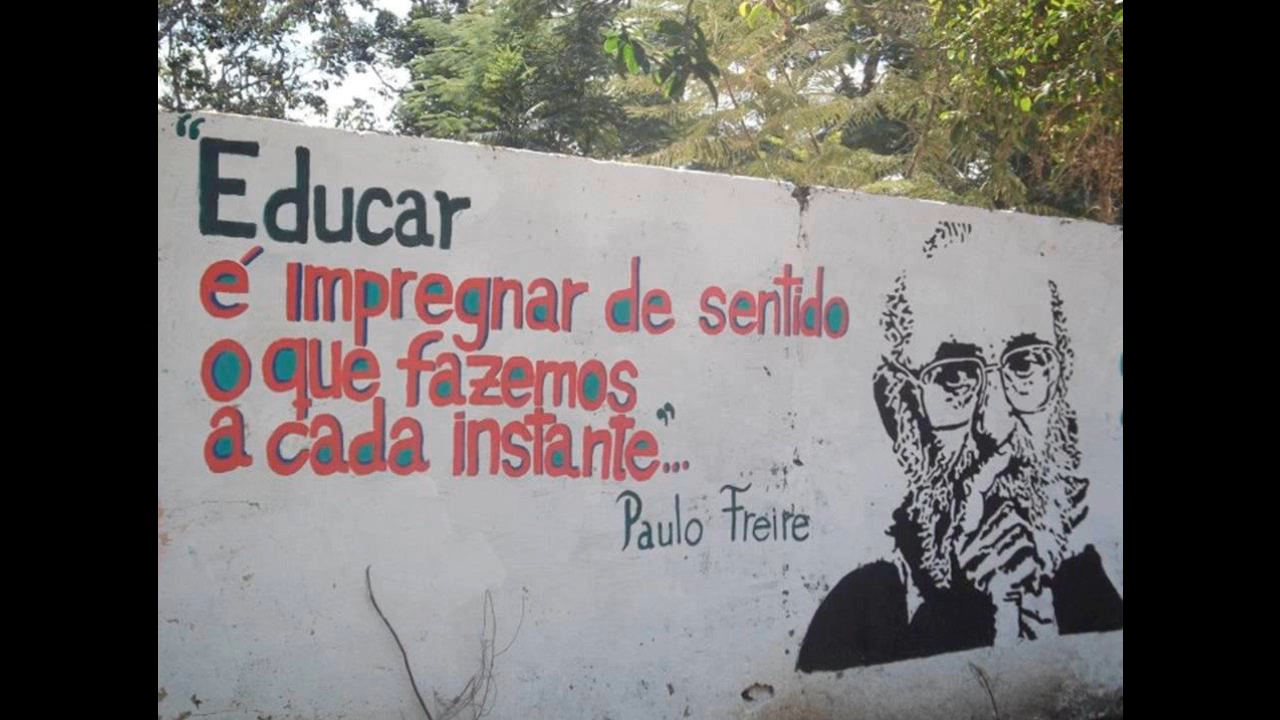 “Educar
é impregnar de sentido
o que fazemos
a cada instante”...
Paulo Freire